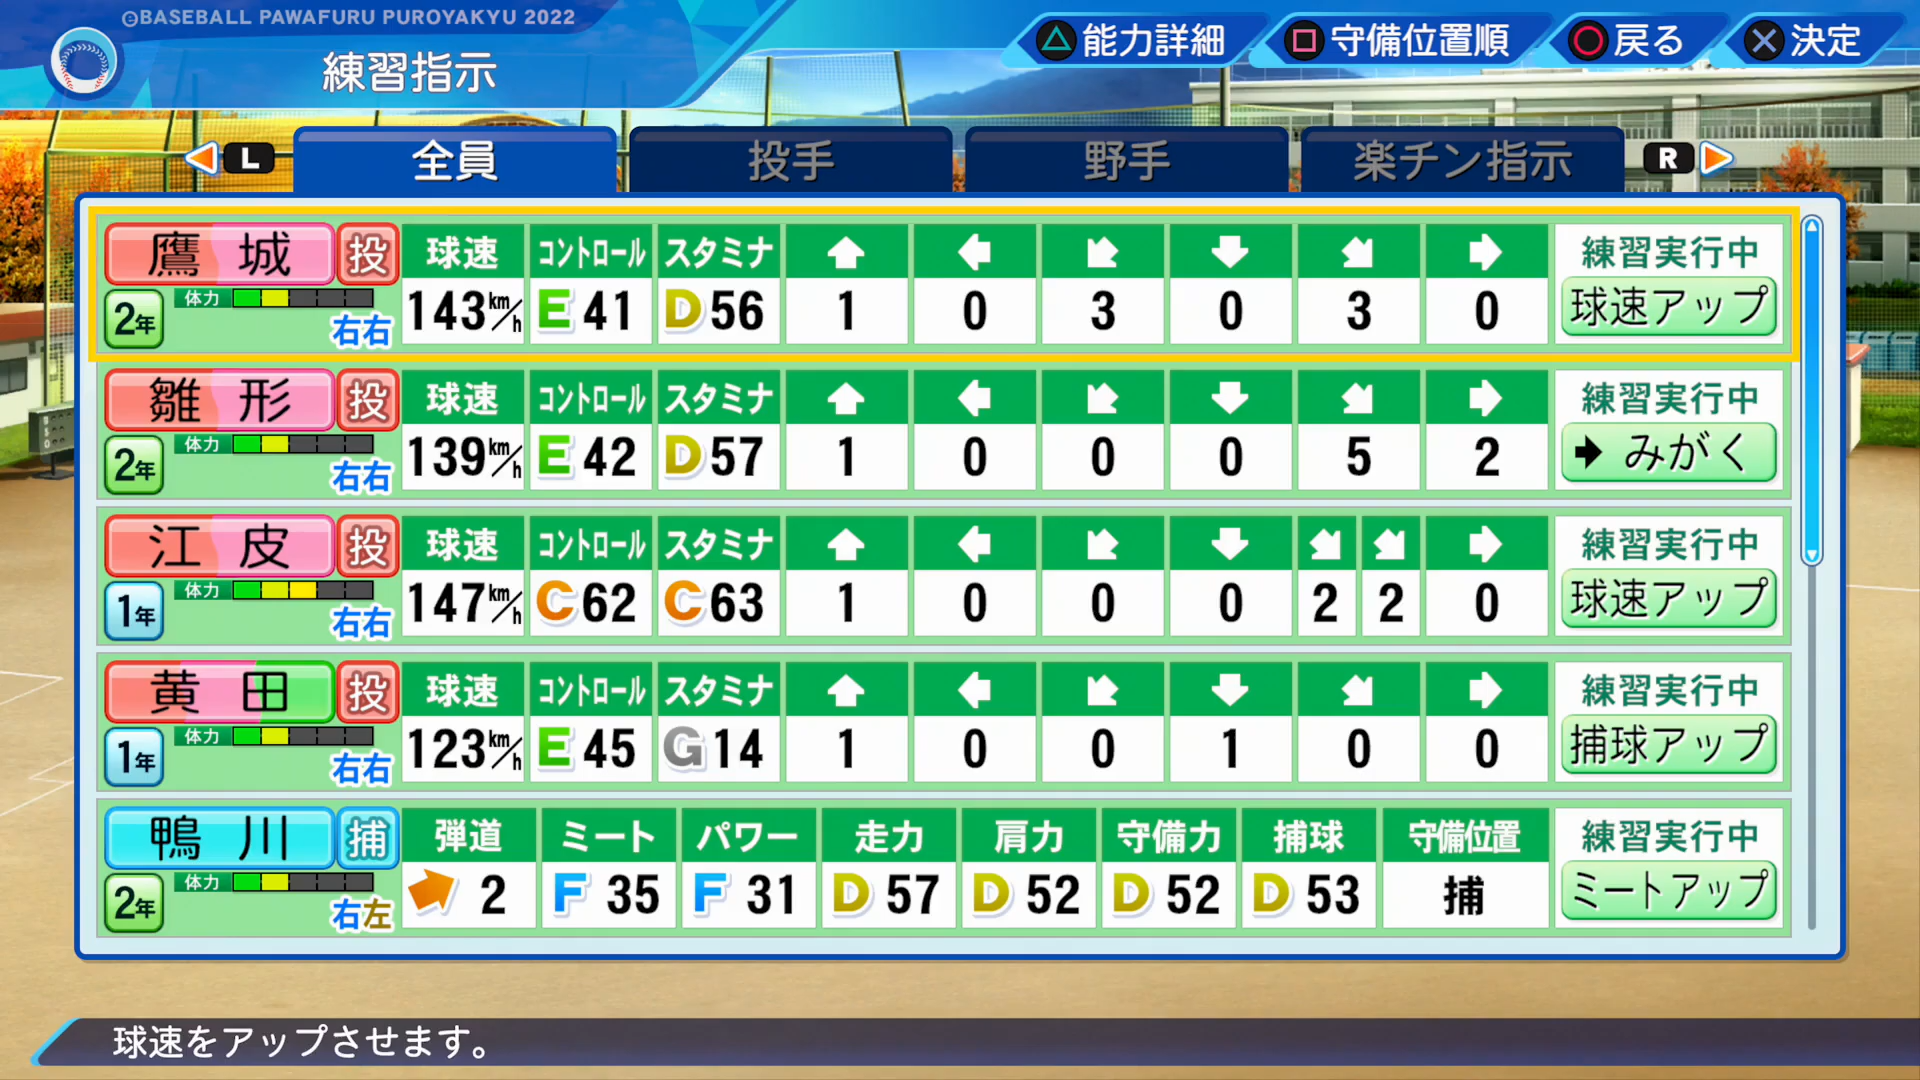 ©BASEBALL PAWAFURU PUROYAKYU 2022
練習指示
能力詳細 守備位置順 戻る 決定
L 全員 投手 野手 楽チン指示 R
鷹城 投 球速 コントロール スタミナ 練習実行中
2年 体力 右右 143km/h E 41 D 56 1 0 3 0 3 0 球速アップ
雛形 投 球速 コントロール スタミナ 練習実行中
2年 体力 右右 139km/h E 42 D 57 1 0 0 0 5 2 みがく
江皮 投 球速 コントロール スタミナ 練習実行中
1年 体力 右右 147km/h C 62 C 63 1 0 0 0 2 2 0 球速アップ
黄田 投 球速 コントロール スタミナ 練習実行中
1年 体力 右右 123km/h E 45 G 14 1 0 0 1 0 0 捕球アップ
鴨川 捕 弾道 ミート パワー 走力 肩力 守備力 捕球 守備位置 練習実行中
2年 体力 右左 2 F 35 F 31 D 57 D 52 D 52 D 53 捕 ミートアップ
球速をアップさせます。